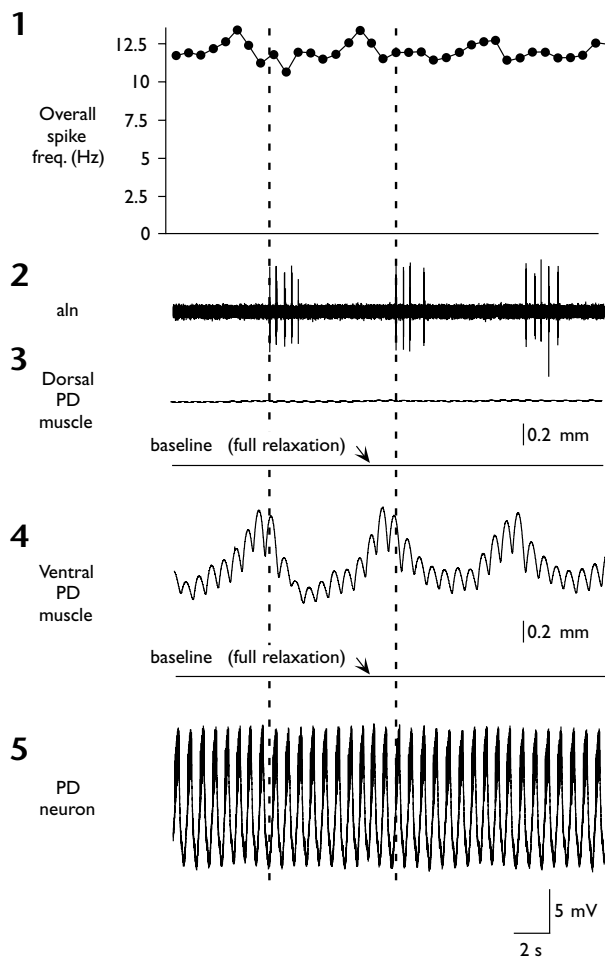 1
12.5
10
7.5
5
2.5
0
Overall
spike
freq. (Hz)
2
aln
3
Dorsal
PD
muscle
0.2 mm
baseline (full relaxation)
4
Ventral
PD
muscle
0.2 mm
baseline (full relaxation)
5
PD
neuron
5 mV
2 s